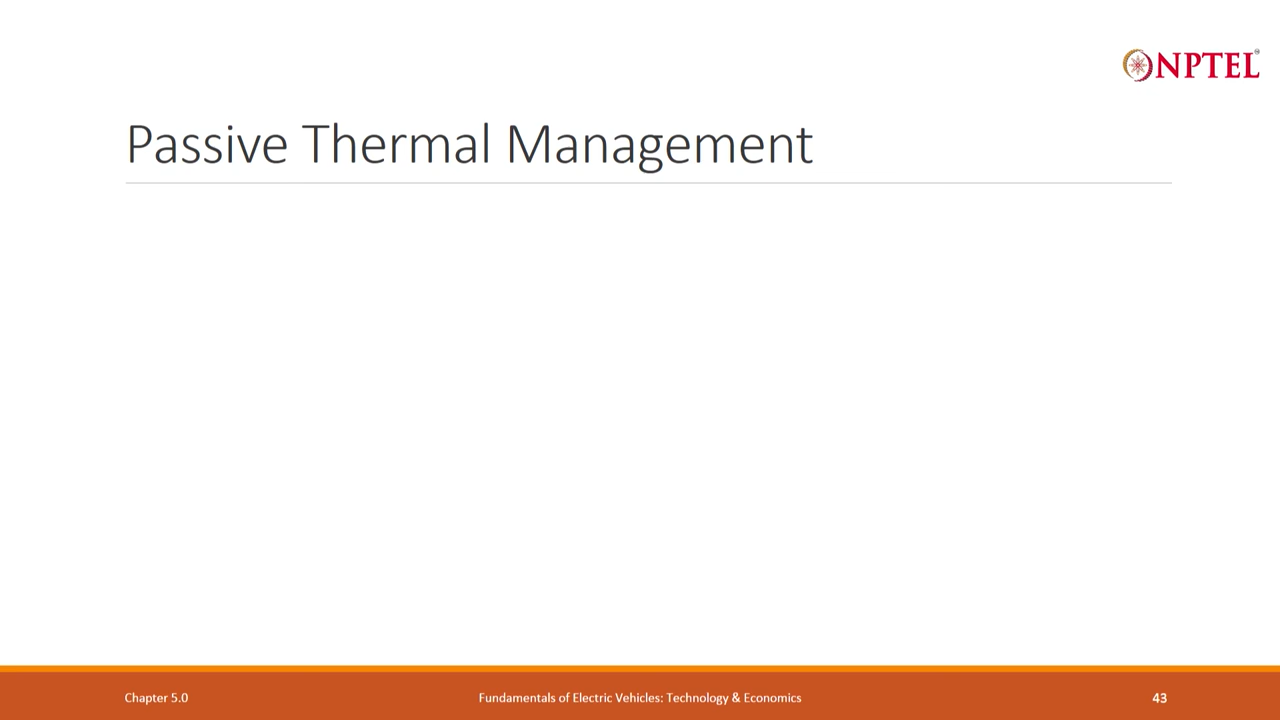 NPTEL
Passive Thermal Management
Chapter 5.0
Fundamentals of Electric Vehicles: Technology & Economics
43